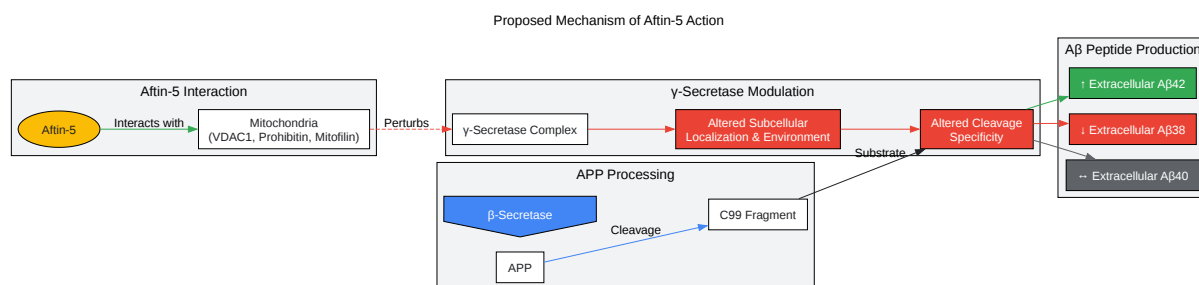 Proposed Mechanism of Aftin-5 Action
Aftin-5 Interaction
Aftin-5
Interacts with
Mitochondria
(VDAC1, Prohibitin, Mitofilin)
Perturbs
γ-Secretase Modulation
γ-Secretase Complex
Altered Subcellular
Localization & Environment
Altered Cleavage
Specificity
Substrate
APP Processing
β-Secretase
APP
Cleavage
C99 Fragment
Aβ Peptide Production
↑ Extracellular Aβ42
↓ Extracellular Aβ38
↔ Extracellular Aβ40